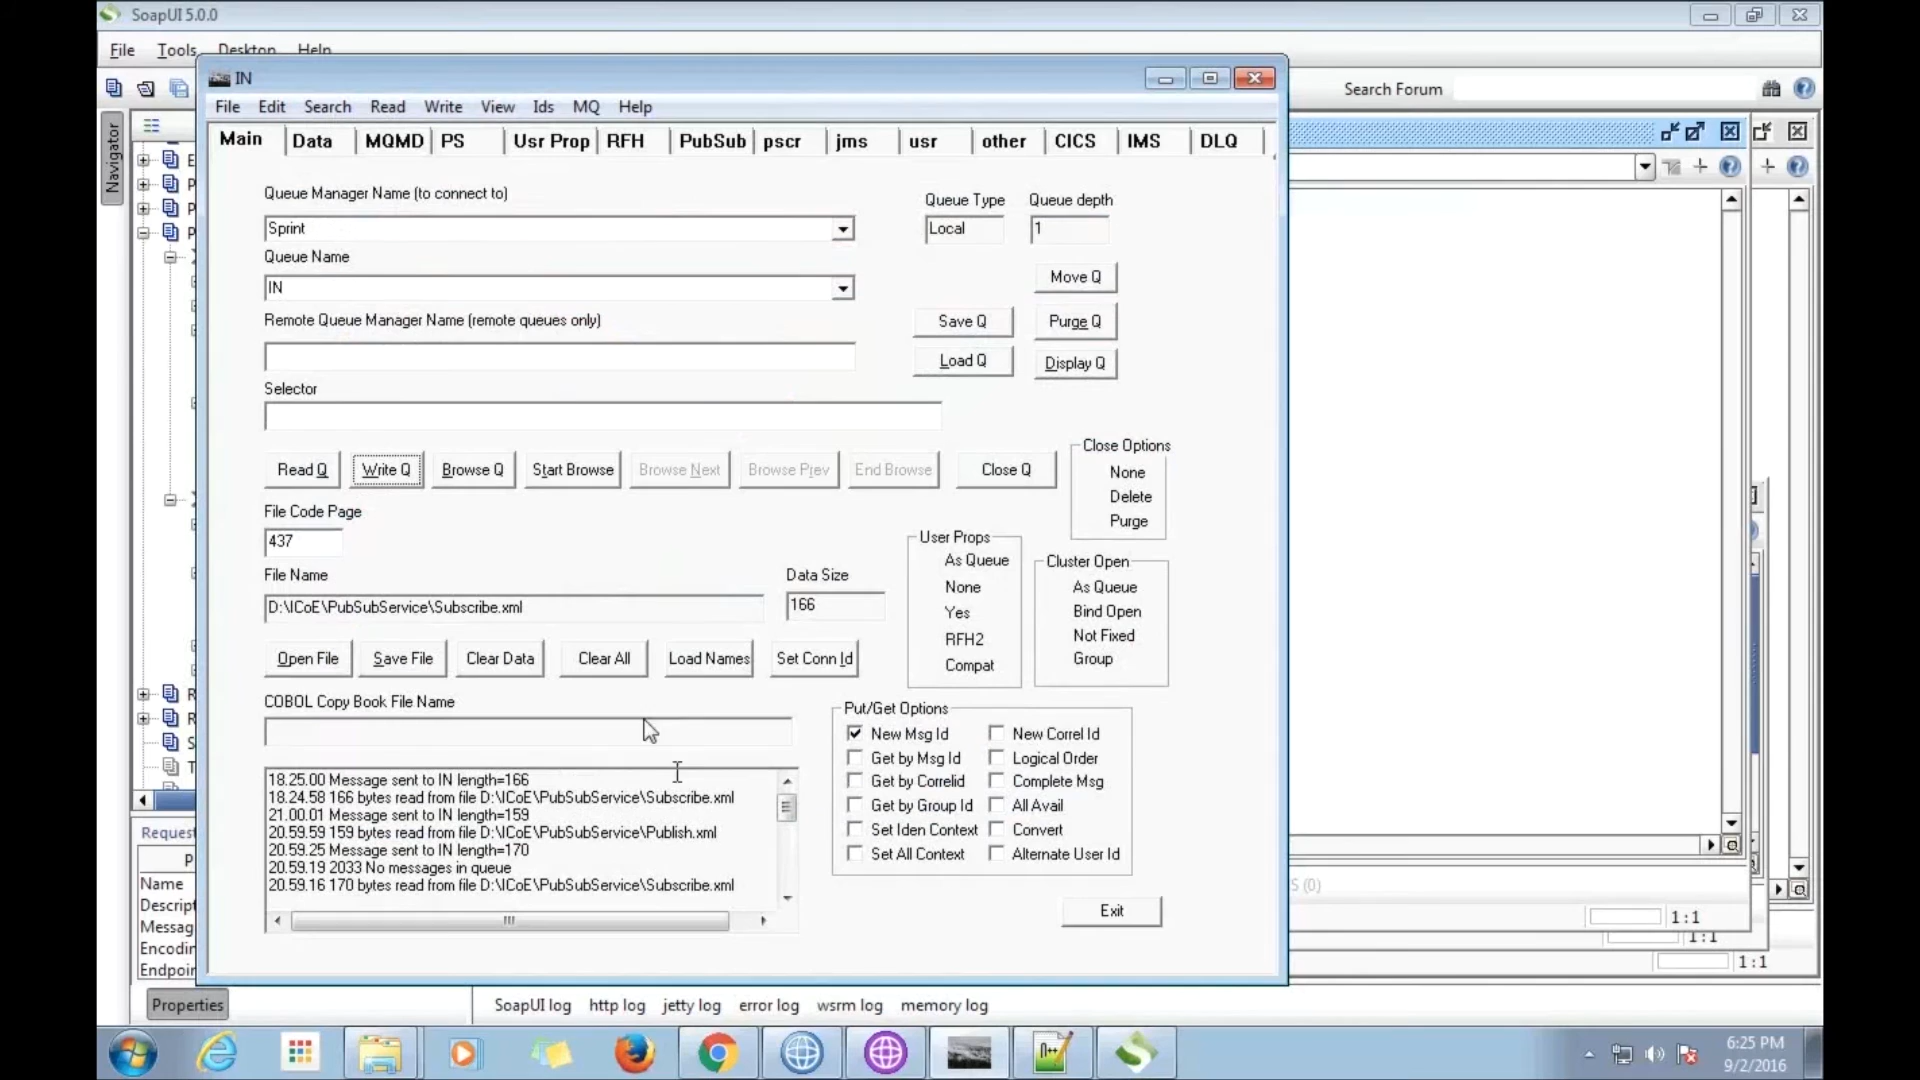 SoapUI 5.0.0
File Tools Desktop Help
IN
Search Forum
File Edit Search Read Write View Ids MQ Help
Main Data MQMD PS Usr Prop RFH PubSub pscr jms usr other CICS IMS DLQ
Navigator
Queue Manager Name (to connect to)
Queue Type Queue depth
Sprint
Local 1
Queue Name
IN
Move Q
Remote Queue Manager Name (remote queues only)
Save Q Purge Q
Load Q Display Q
Selector
Read Q Write Q Browse Q Start Browse Browse Next Browse Prev End Browse Close Q
Close Options
None
Delete
Purge
File Code Page
437
User Props
As Queue
None
Yes
RFH2
Compat
Cluster Open
As Queue
Bind Open
Not Fixed
Group
File Name
Data Size
D:\ICoE\PubSubService\Subscribe.xml
166
Open File Save File Clear Data Clear All Load Names Set Conn Id
COBOL Copy Book File Name
Put/Get Options
New Msg Id New Correl Id
Get by Msg Id Logical Order
Get by Correlid Complete Msg
Get by Group Id All Avail
Set Iden Context Convert
Set All Context Alternate User Id
18.25.00 Message sent to IN length=166
18.24.58 166 bytes read from file D:\ICoE\PubSubService\Subscribe.xml
21.00.01 Message sent to IN length=159
20.59.59 159 bytes read from file D:\ICoE\PubSubService\Publish.xml
20.59.25 Message sent to IN length=170
20.59.19 2033 No messages in queue
20.59.16 170 bytes read from file D:\ICoE\PubSubService\Subscribe.xml
Exit
Request
P
Name
Descript
Messag
Encodin
Endpoin
S (0)
1:1
1:1
1:1
Properties
SoapUI log http log jetty log error log wsrm log memory log
6:25 PM
9/2/2016